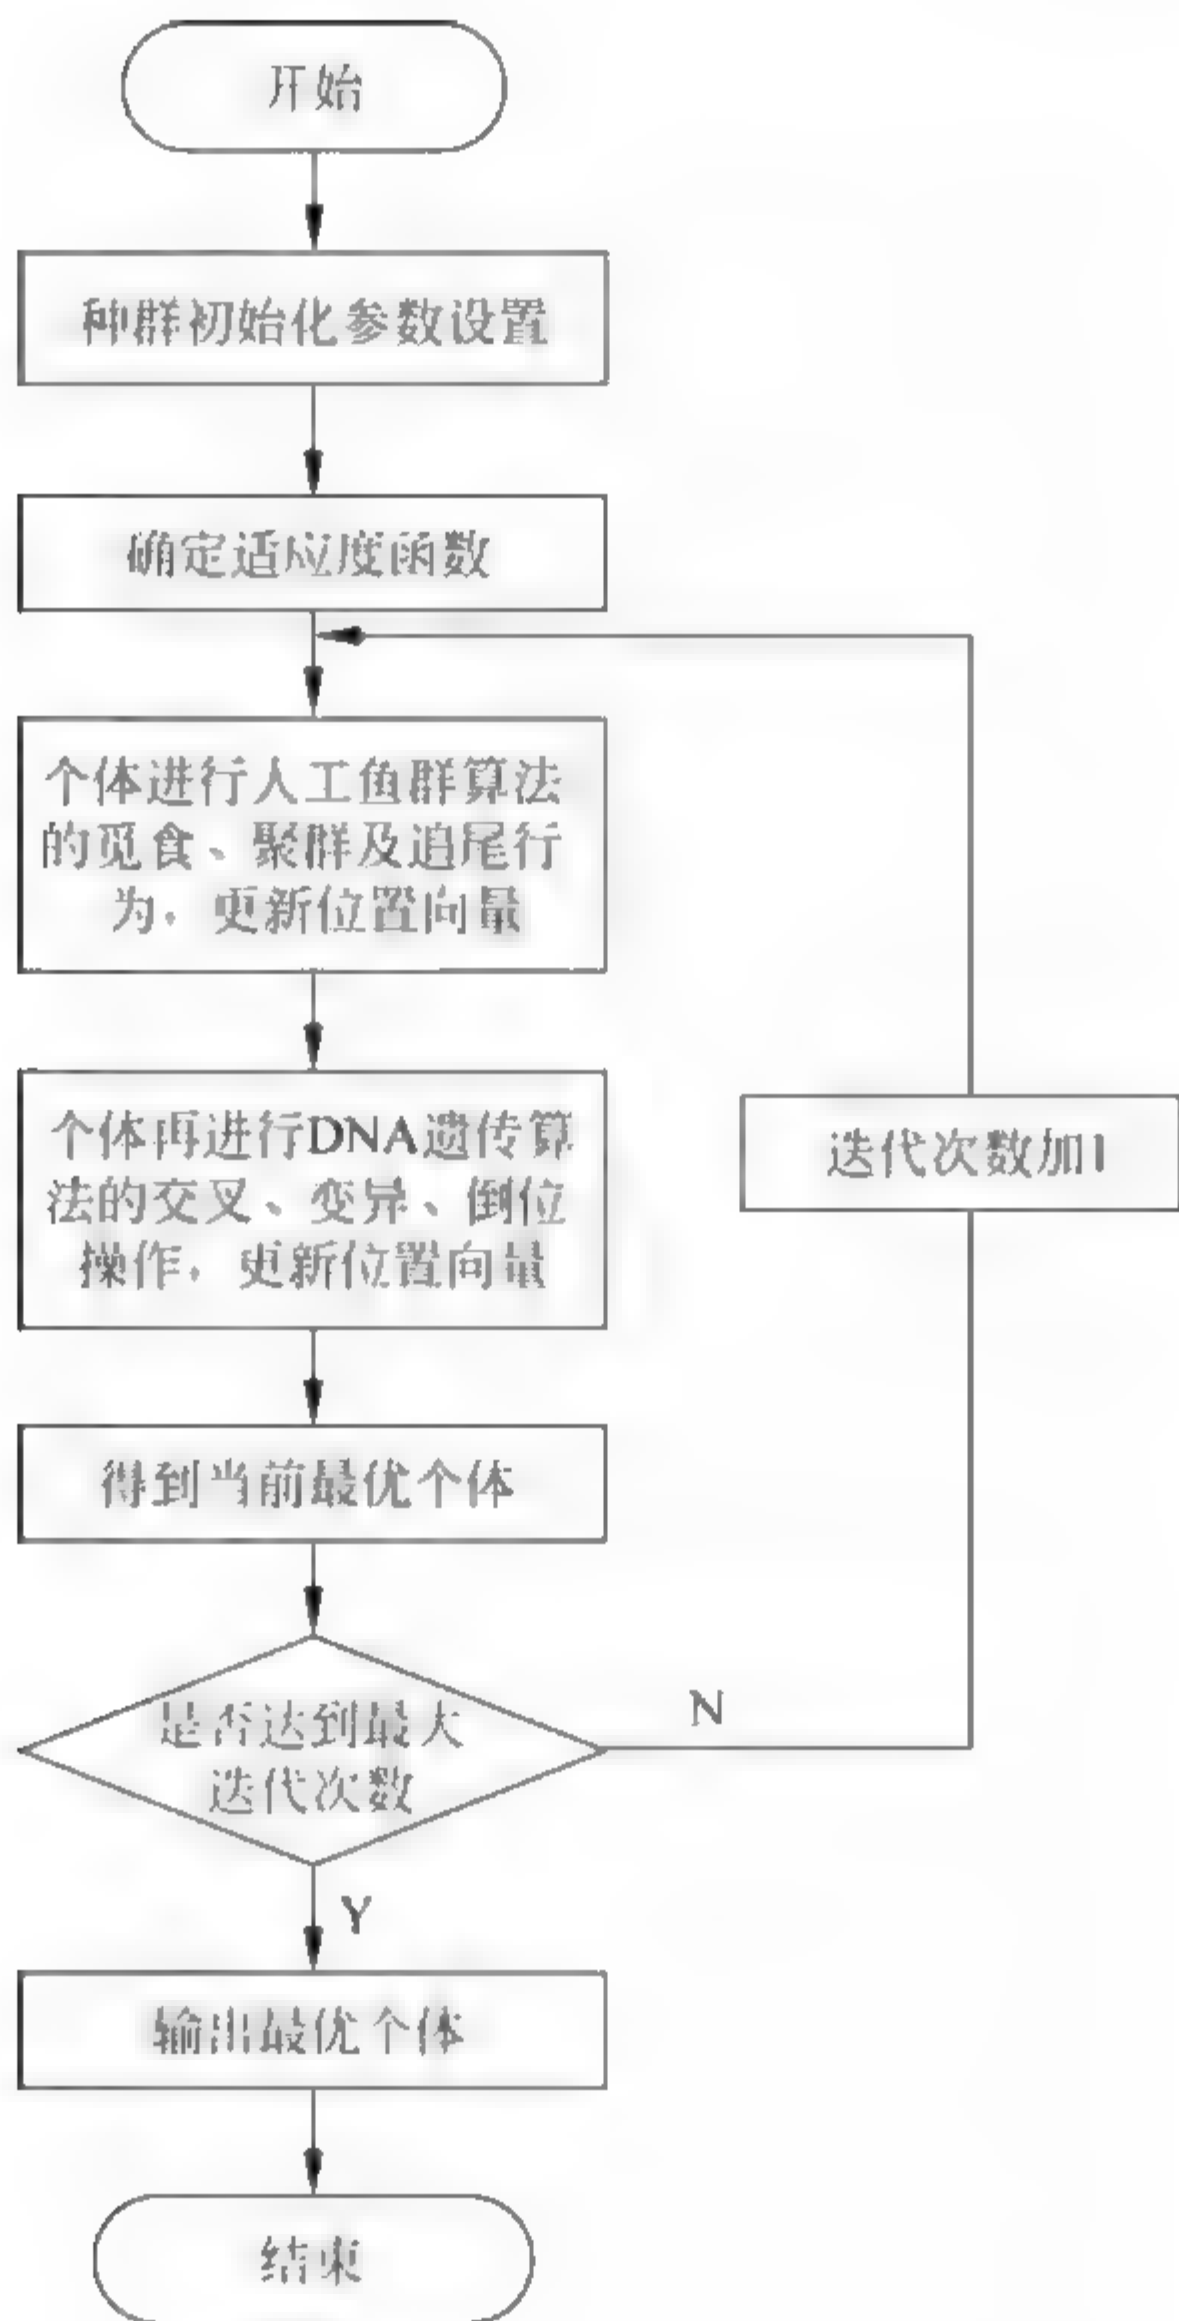 开始
种群初始化参数设置
确定适应度函数
个体进行人工鱼群算法
的觅食、聚群及追尾行
为，更新位置向量
个体再进行DNA遗传算
法的交叉、变异、倒位
操作，更新位置向量
迭代次数加1
得到当前最优个体
是否达到最大
迭代次数
N
Y
输出最优个体
结束